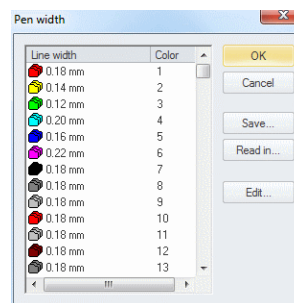 Pen width
Line width Color
0.18 mm 1
0.14 mm 2
0.12 mm 3
0.20 mm 4
0.16 mm 5
0.22 mm 6
0.18 mm 7
0.18 mm 8
0.18 mm 9
0.18 mm 10
0.18 mm 11
0.18 mm 12
0.18 mm 13
OK
Cancel
Save...
Read in...
Edit...